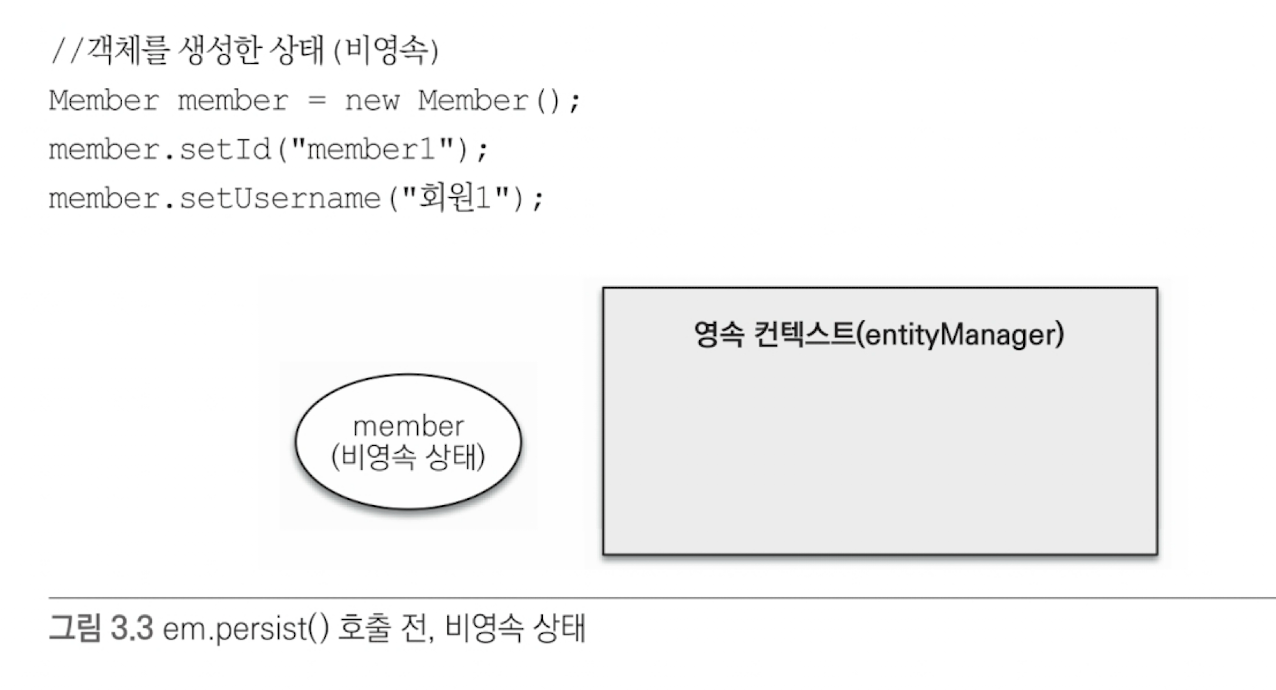 //객체를 생성한 상태(비영속)
Member member = new Member();
member.setId("member1");
member.setUsername("회원1");
영속 컨텍스트(entityManager)
member
(비영속 상태)
그림 3.3 em.persist() 호출 전, 비영속 상태